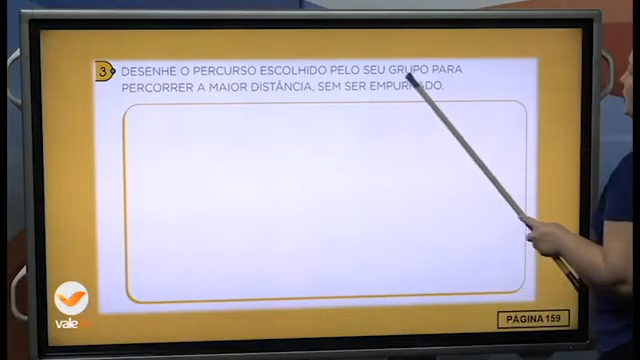 3 DESENHE O PERCURSO ESCOLHIDO PELO SEU GRUPO PARA
PERCORRER A MAIOR DISTÂNCIA, SEM SER EMPURRADO.
vale
PÁGINA 159